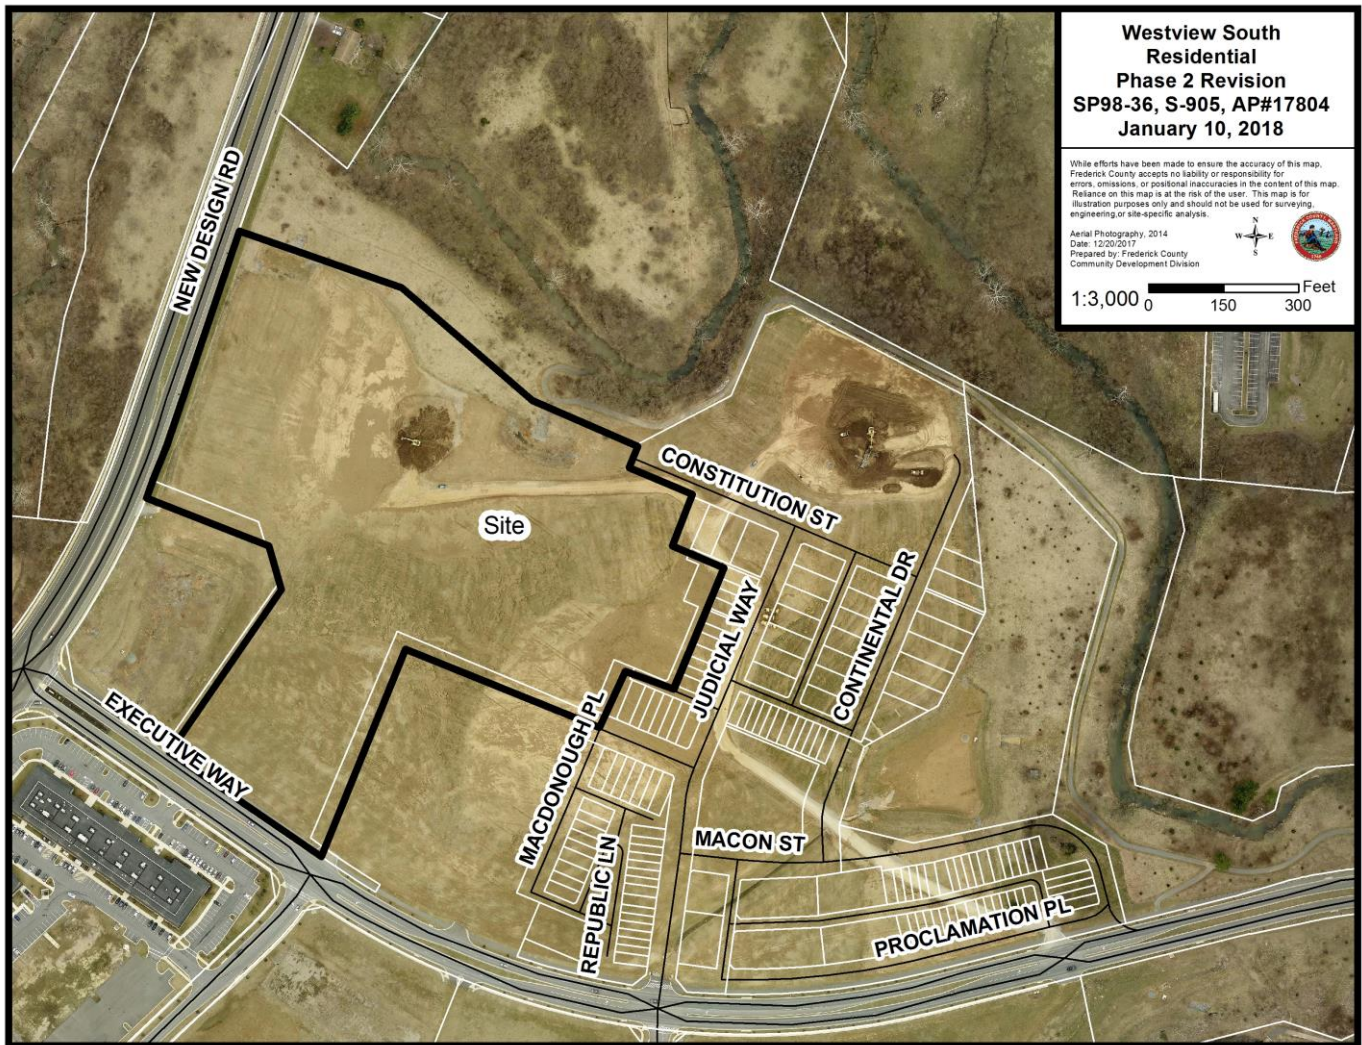 Westview South
Residential
Phase 2 Revision
SP98-36, S-905, AP#17804
January 10, 2018
While efforts have been made to ensure the accuracy of this map,
Frederick County accepts no liability or responsibility for
errors, omissions, or positional inaccuracies in the content of this map.
Reliance on this map is at the risk of the user. This map is for
illustration purposes only and should not be used for surveying,
engineering,or site-specific analysis.
Aerial Photography, 2014
Date: 12/20/2017
Prepared by: Frederick County
Community Development Division
N
W E
S
1:3,000 0 150 300 Feet
NEW DESIGN RD
CONSTITUTION ST
Site
JUDICIAL WAY
CONTINENTAL DR
EXECUTIVE WAY
MACDONOUGH PL
REPUBLIC LN
MACON ST
PROCLAMATION PL